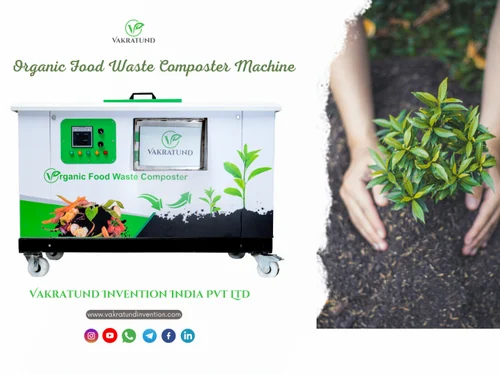 VAKRATUND
Organic Food Waste Composter Machine
VAKRATUND
Organic Food Waste Composter
VAKRATUND INVENTION INDIA PVT LTD
www.vakratundinvention.com